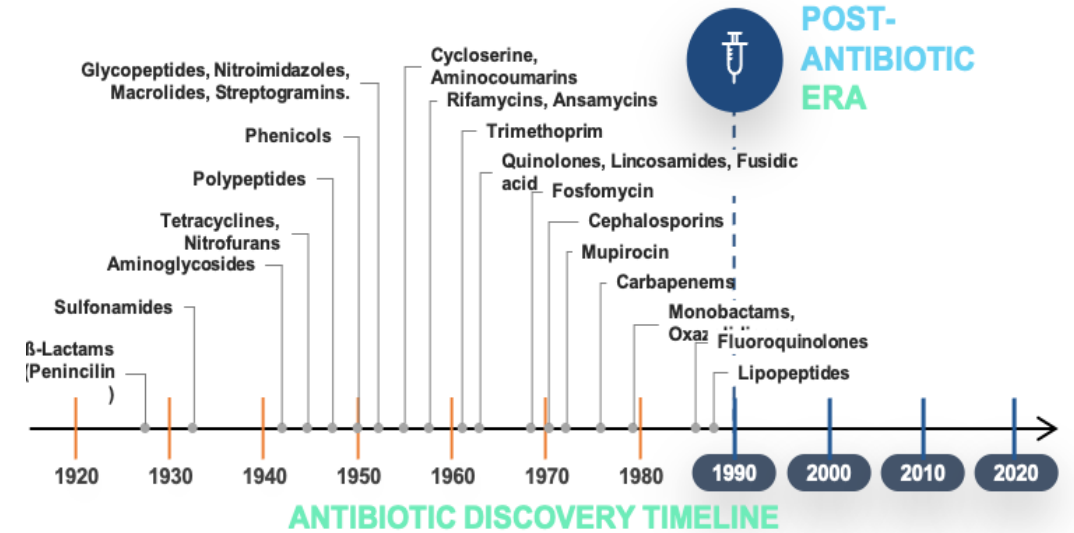 POST-
ANTIBIOTIC
ERA
Cycloserine,
Aminocoumarins
Glycopeptides, Nitroimidazoles,
Macrolides, Streptogramins.
Rifamycins, Ansamycins
Phenicols
Trimethoprim
Quinolones, Lincosamides, Fusidic
acid
Polypeptides
Fosfomycin
Tetracyclines,
Nitrofurans
Cephalosporins
Mupirocin
Aminoglycosides
Carbapenems
Sulfonamides
Monobactams,
Fluoroquinolones
ß-Lactams
(Penincilin
)
Lipopeptides
1920 1930 1940 1950 1960 1970 1980 1990 2000 2010 2020
ANTIBIOTIC DISCOVERY TIMELINE